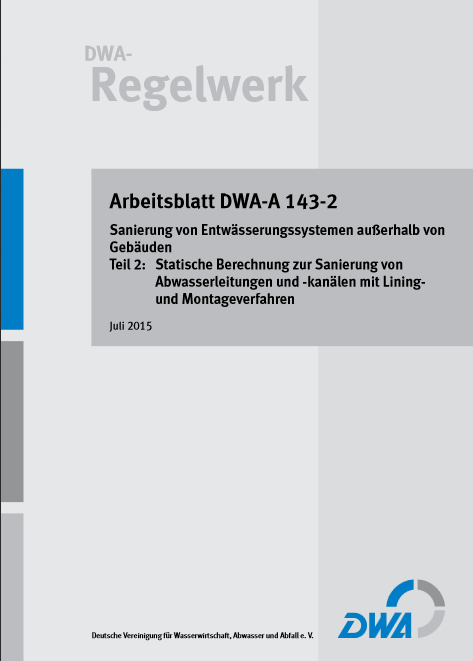 DWA-
Regelwerk
Arbeitsblatt DWA-A 143-2
Sanierung von Entwässerungssystemen außerhalb von
Gebäuden
Teil 2: Statische Berechnung zur Sanierung von
Abwasserleitungen und -kanälen mit Lining-
und Montageverfahren
Juli 2015
Deutsche Vereinigung für Wasserwirtschaft, Abwasser und Abfall e. V.
DWA